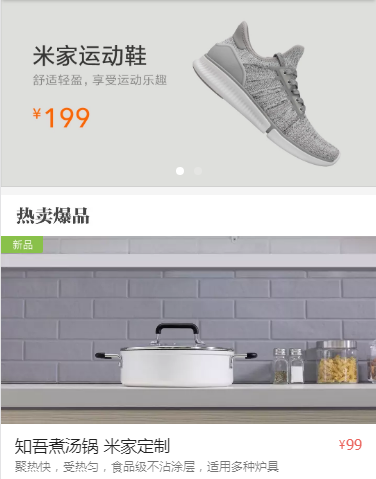 米家运动鞋
舒适轻盈，享受运动乐趣
¥199
热卖爆品
新品
知吾煮汤锅 米家定制
¥99
聚热快，受热匀，食品级不沾涂层，适用多种炉具